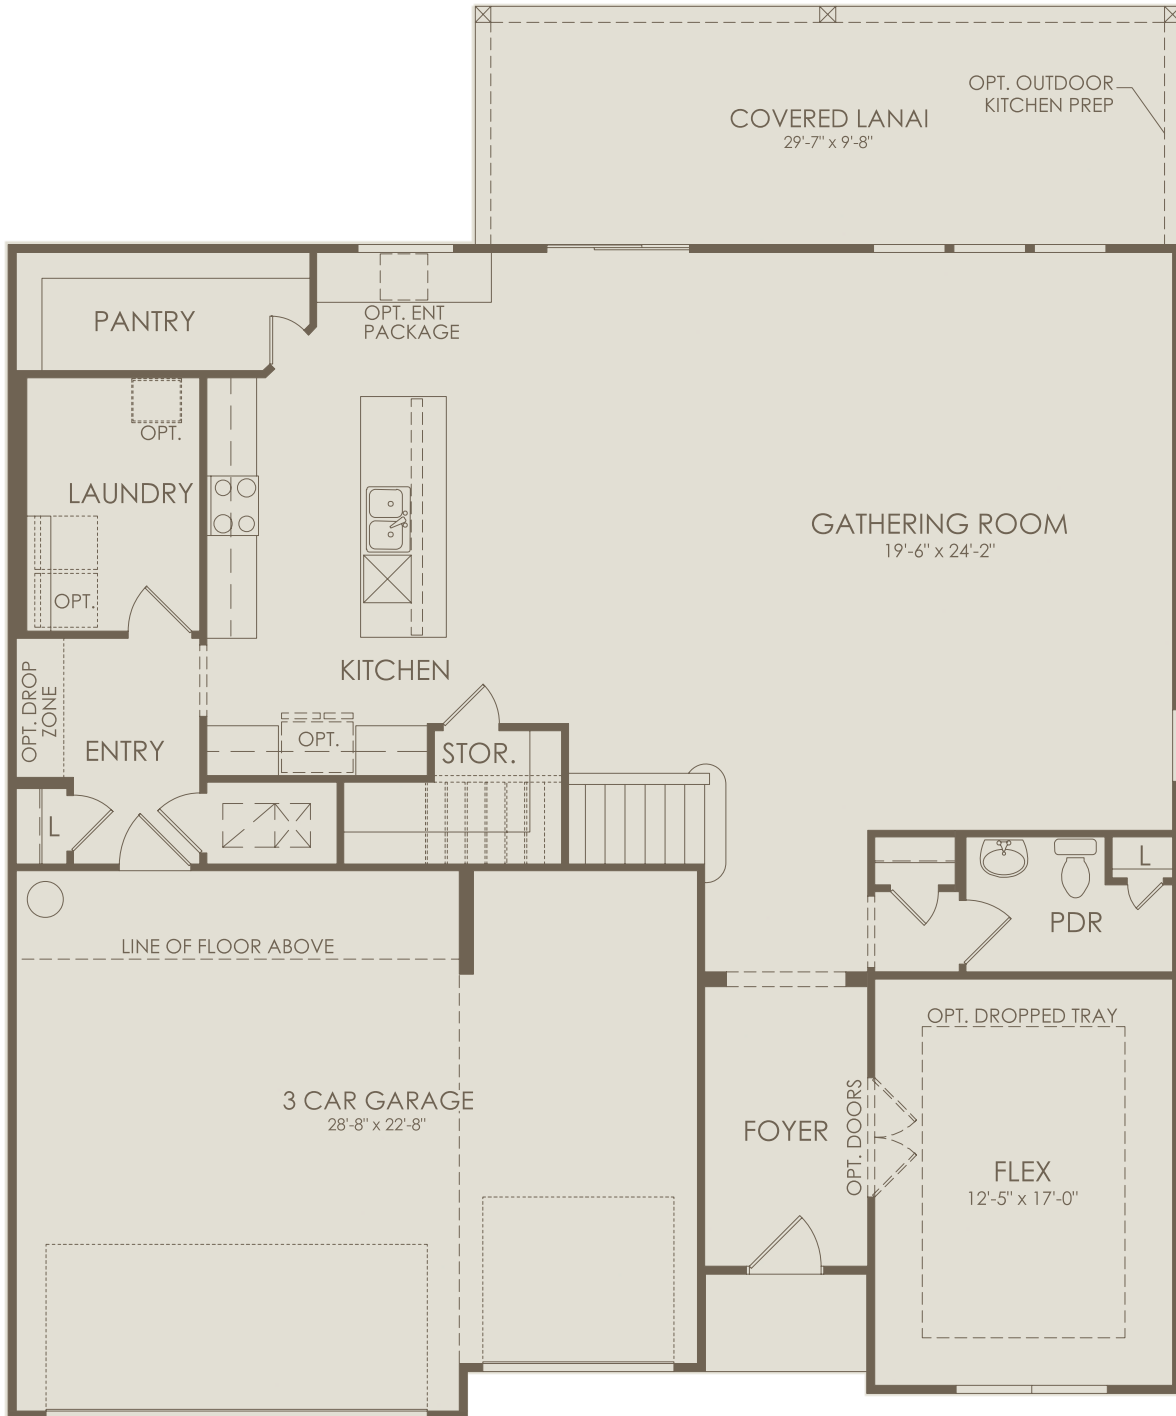 OPT. OUTDOOR
KITCHEN PREP
COVERED LANAI
29'-7" x 9'-8"
PANTRY
OPT. ENT
PACKAGE
OPT.
LAUNDRY
GATHERING ROOM
19'-6" x 24'-2"
OPT.
KITCHEN
OPT. DROP
ZONE
ENTRY
OPT.
STOR.
L
L
PDR
LINE OF FLOOR ABOVE
OPT. DROPPED TRAY
3 CAR GARAGE
28'-8" x 22'-8"
FOYER
OPT. DOORS
FLEX
12'-5" x 17'-0"